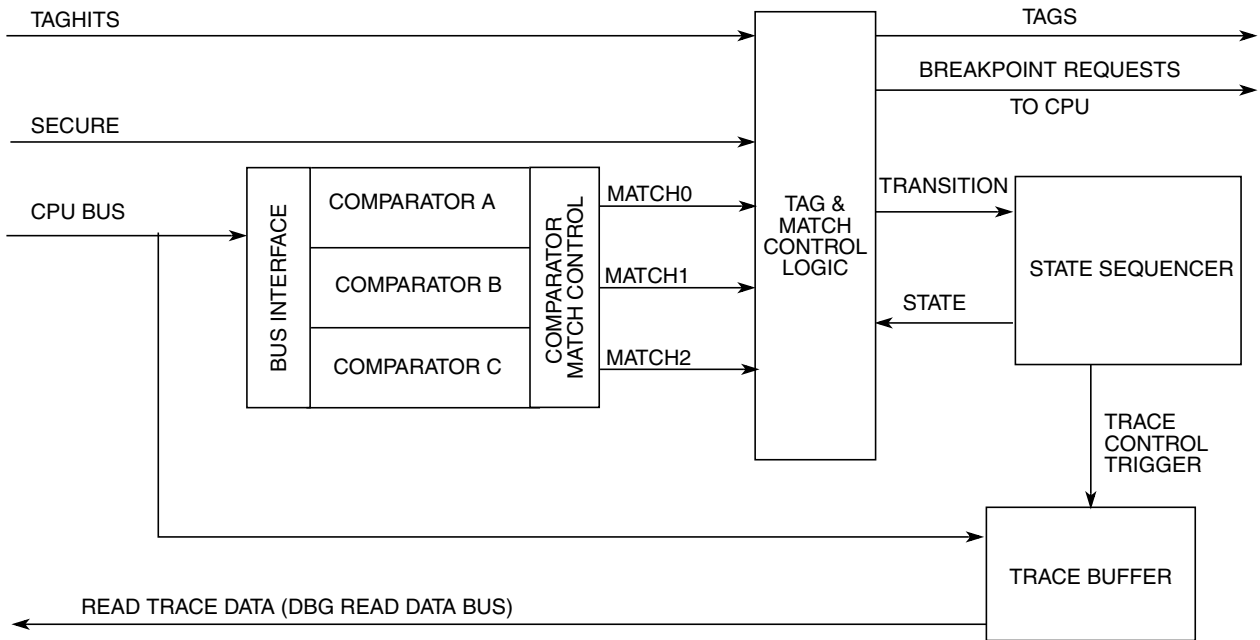 TAGHITS
TAGS
BREAKPOINT REQUESTS
TO CPU
SECURE
CPU BUS
BUS INTERFACE
COMPARATOR A
COMPARATOR B
COMPARATOR C
COMPARATOR
MATCH CONTROL
MATCH0
MATCH1
MATCH2
TAG &
MATCH
CONTROL
LOGIC
TRANSITION
STATE
STATE SEQUENCER
TRACE
CONTROL
TRIGGER
TRACE BUFFER
READ TRACE DATA (DBG READ DATA BUS)